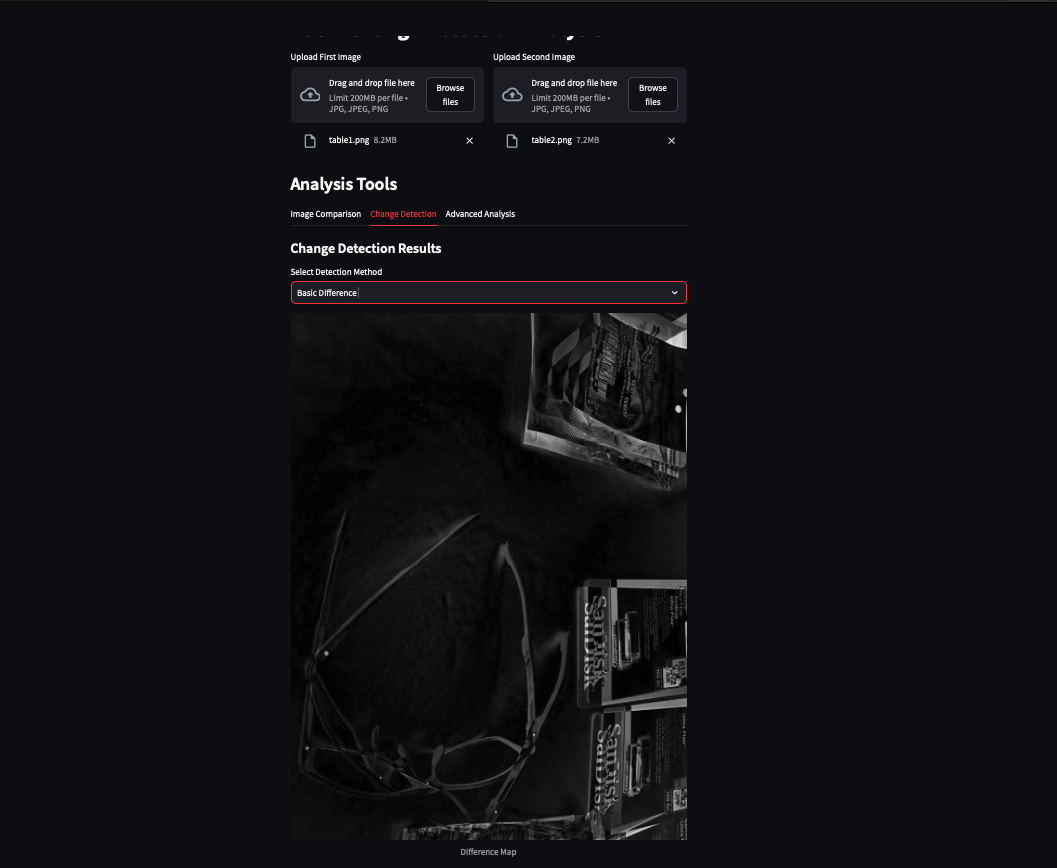 Upload First Image
Upload Second Image
Drag and drop file here
Limit 200MB per file •
JPG, JPEG, PNG
Browse
files
Drag and drop file here
Limit 200MB per file •
JPG, JPEG, PNG
Browse
files
table1.png 8.2MB
table2.png 7.2MB
Analysis Tools
Image Comparison
Change Detection
Advanced Analysis
Change Detection Results
Select Detection Method
Basic Difference
SanDisk
SanDisk
SanDisk
SanDisk
Difference Map